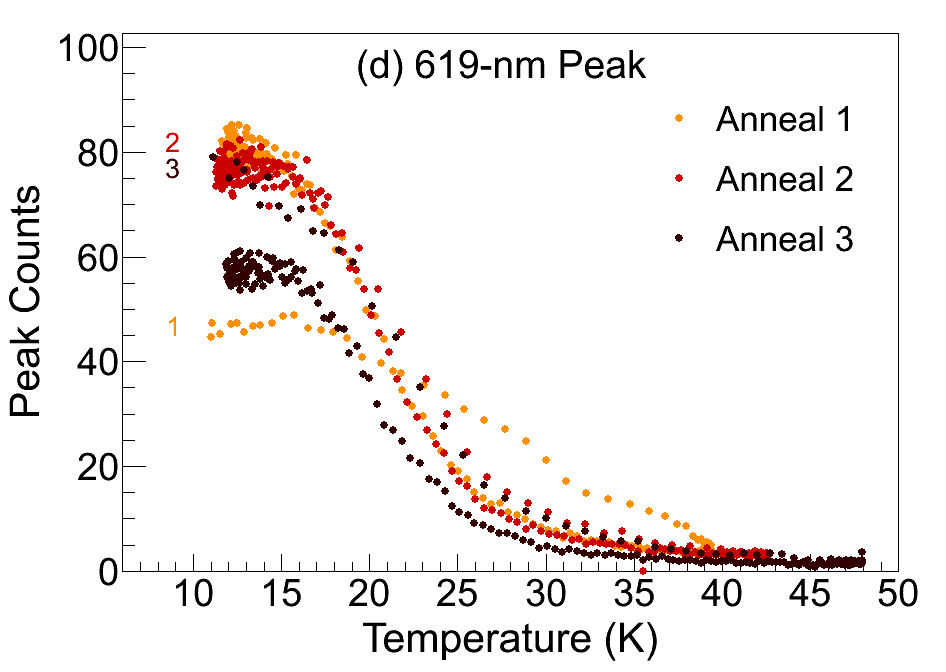 (d) 619-nm Peak
Anneal 1
Anneal 2
Anneal 3
2
3
1
Peak Counts
100
80
60
40
20
0
10 15 20 25 30 35 40 45 50
Temperature (K)